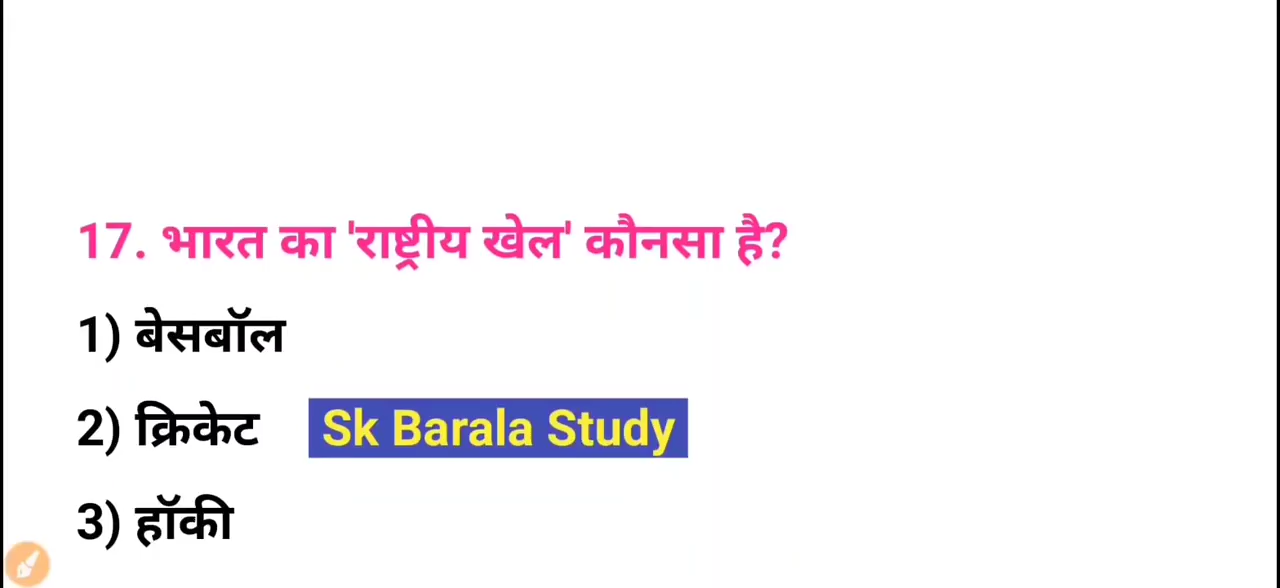 17. भारत का 'राष्ट्रीय खेल' कौनसा है?
1) बेसबॉल
2) क्रिकेट Sk Barala Study
3) हॉकी